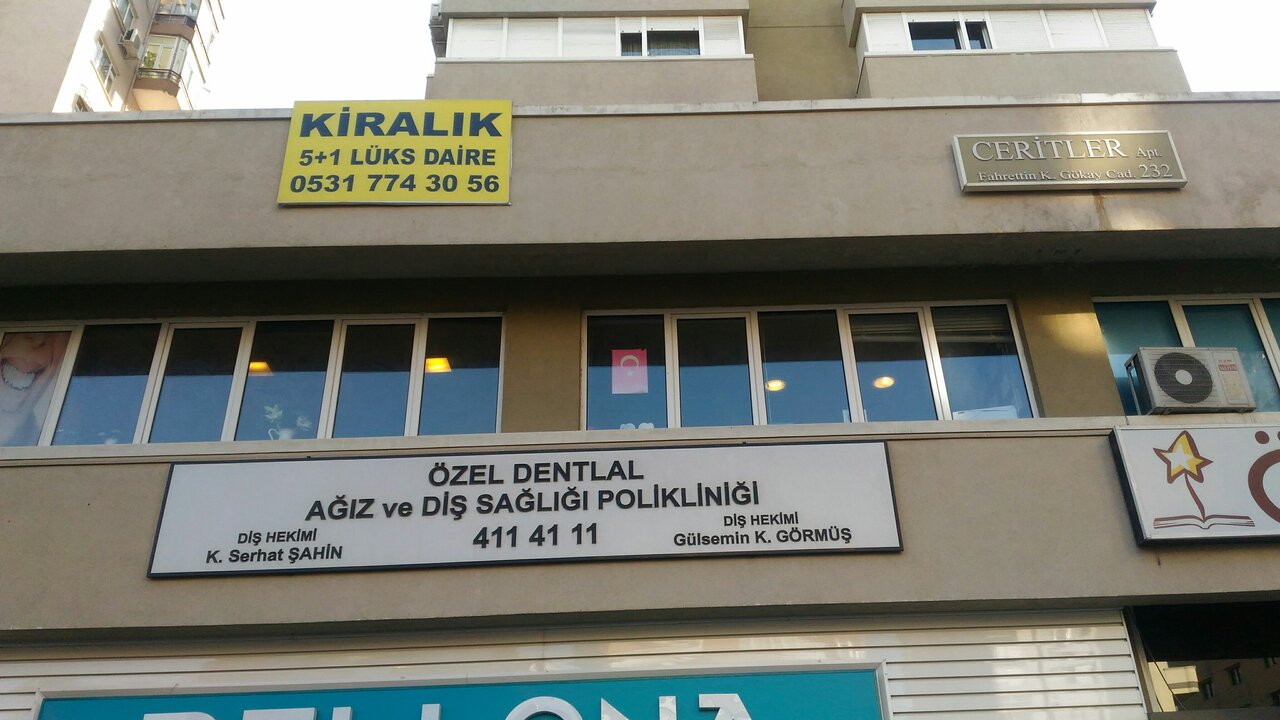 KİRALIK
5+1 LÜKS DAİRE
0531 774 30 56
CERİTLER Apt.
Fahrettin K. Gökay Cad. 232
ÖZEL DENTLAL
AĞIZ ve DİŞ SAĞLIĞI POLİKLİNİĞİ
411 41 11
DİŞ HEKİMİ
K. Serhat ŞAHİN
DİŞ HEKİMİ
Gülsemin K. GÖRMÜŞ
Ö
BELLONA